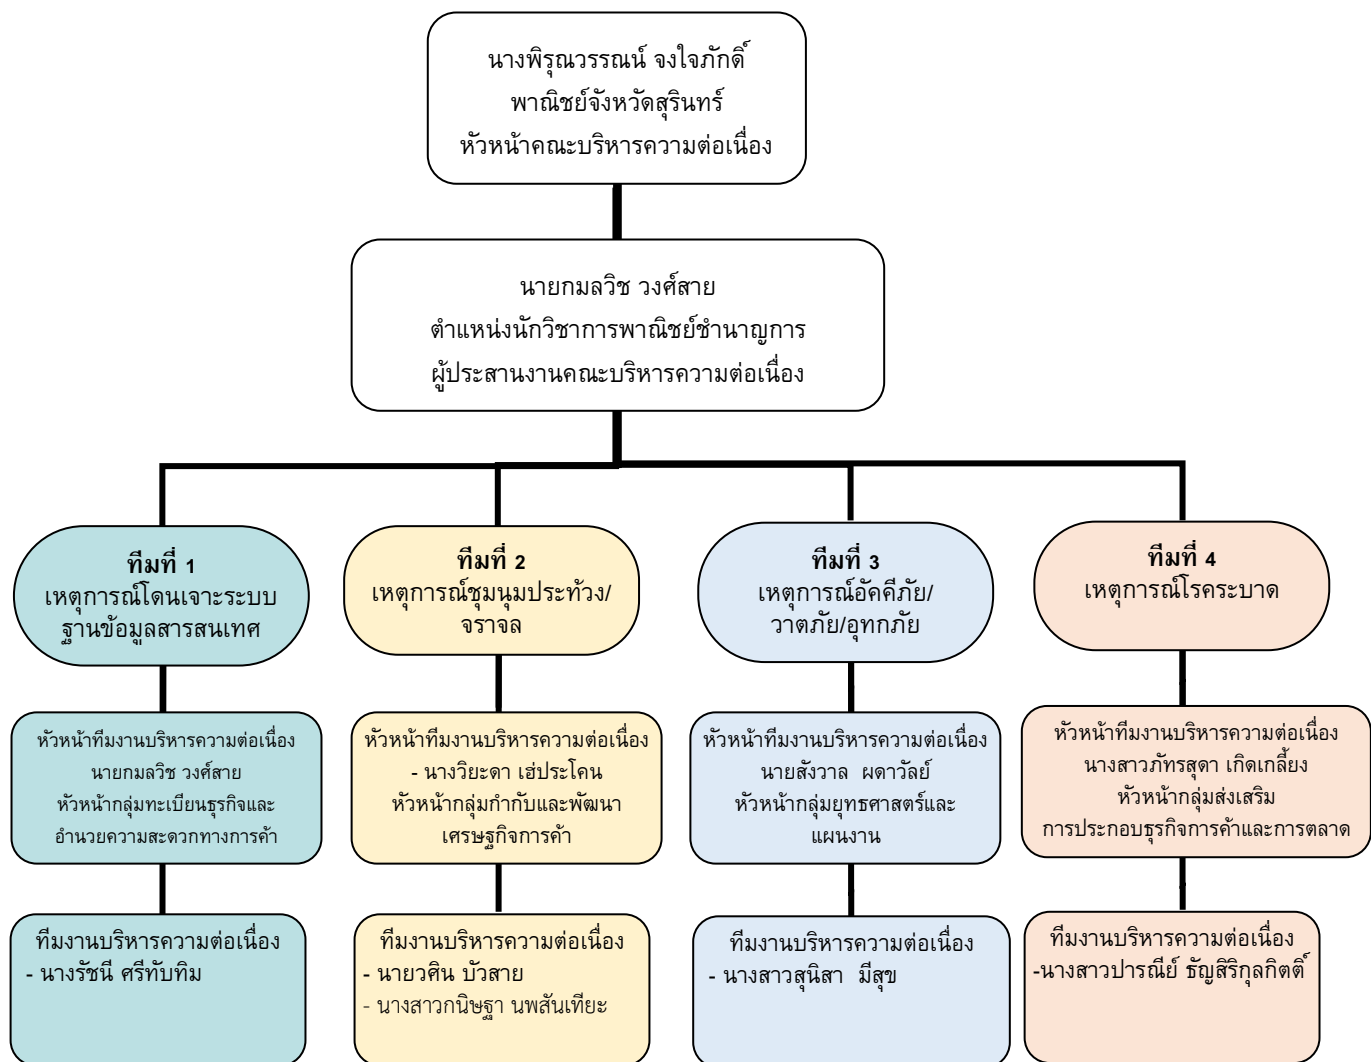 นางพิรุณวรรณน์ จงใจภักดิ์
พาณิชย์จังหวัดสุรินทร์
หัวหน้าคณะบริหารความต่อเนื่อง
นายกมลวิช วงศ์สาย
ตำแหน่งนักวิชาการพาณิชย์ชำนาญการ
ผู้ประสานงานคณะบริหารความต่อเนื่อง
ทีมที่ 1
เหตุการณ์โดนเจาะระบบ
ฐานข้อมูลสารสนเทศ
หัวหน้าทีมงานบริหารความต่อเนื่อง
นายกมลวิช วงศ์สาย
หัวหน้ากลุ่มทะเบียนธุรกิจและ
อำนวยความสะดวกทางการค้า
ทีมงานบริหารความต่อเนื่อง
- นางรัชนี ศรีทับทิม
ทีมที่ 2
เหตุการณ์ชุมนุมประท้วง/
จราจล
หัวหน้าทีมงานบริหารความต่อเนื่อง
- นางวิยะดา เฮ่ประโคน
หัวหน้ากลุ่มกำกับและพัฒนา
เศรษฐกิจการค้า
ทีมงานบริหารความต่อเนื่อง
- นายวศิน บัวสาย
- นางสาวกนิษฐา นพสันเทียะ
ทีมที่ 3
เหตุการณ์อัคคีภัย/
วาตภัย/อุทกภัย
หัวหน้าทีมงานบริหารความต่อเนื่อง
นายสังวาล ผดาวัลย์
หัวหน้ากลุ่มยุทธศาสตร์และ
แผนงาน
ทีมงานบริหารความต่อเนื่อง
- นางสาวสุนิสา มีสุข
ทีมที่ 4
เหตุการณ์โรคระบาด
หัวหน้าทีมงานบริหารความต่อเนื่อง
นางสาวภัทรสุดา เกิดเกลี้ยง
หัวหน้ากลุ่มส่งเสริม
การประกอบธุรกิจการค้าและการตลาด
ทีมงานบริหารความต่อเนื่อง
-นางสาวปารณีย์ ธัญสิริกุลกิตติ์